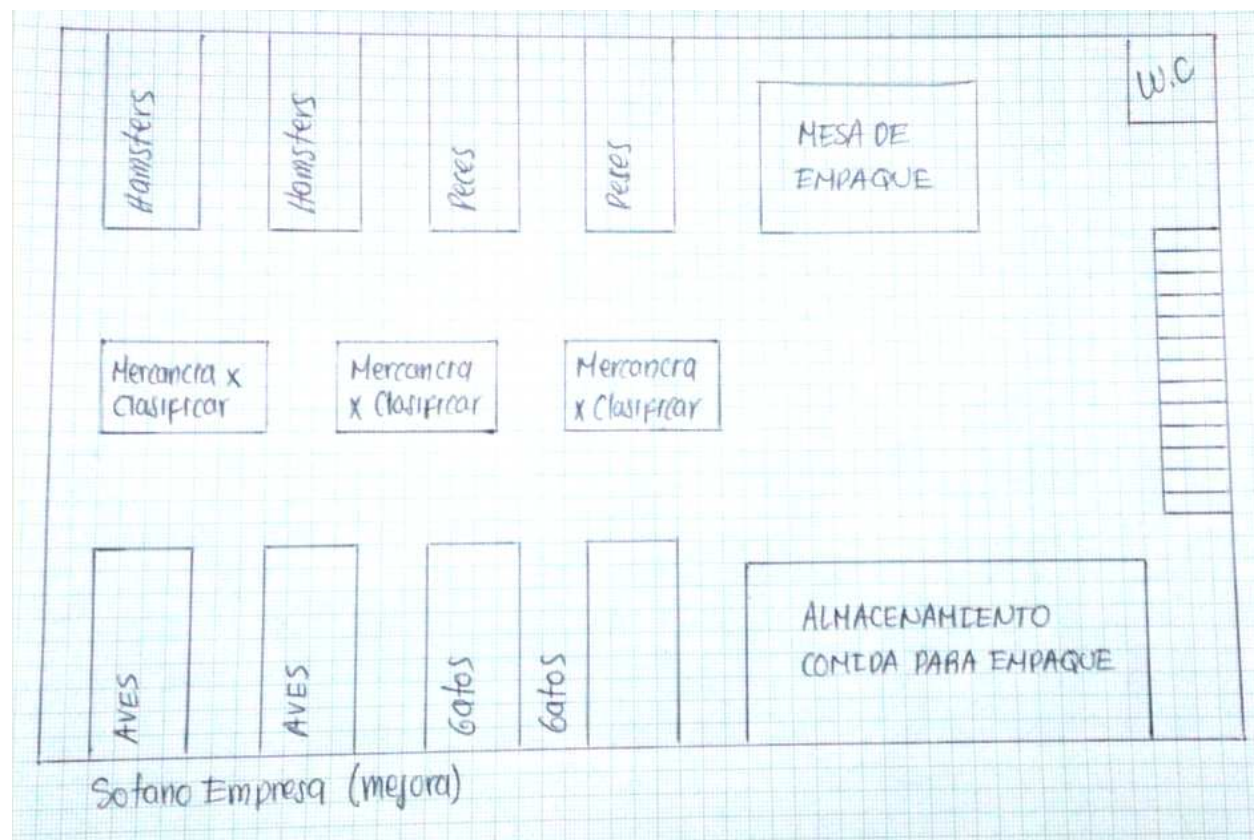 Hamsters
Hamsters
Peces
Peces
MESA DE
EMPAQUE
W.C
Mercancia x
Clasificar
Mercancia
x Clasificar
Mercancia
x Clasificar
AVES
AVES
Gatos
Gatos
ALMACENAMIENTO
COMIDA PARA EMPAQUE
Sotano Empresa (mejora)